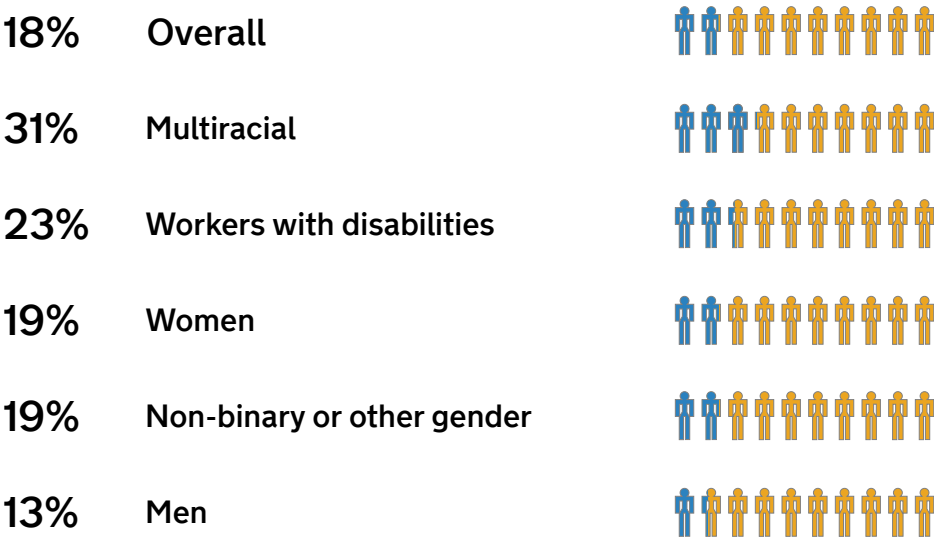 18% Overall
31% Multiracial
23% Workers with disabilities
19% Women
19% Non-binary or other gender
13% Men